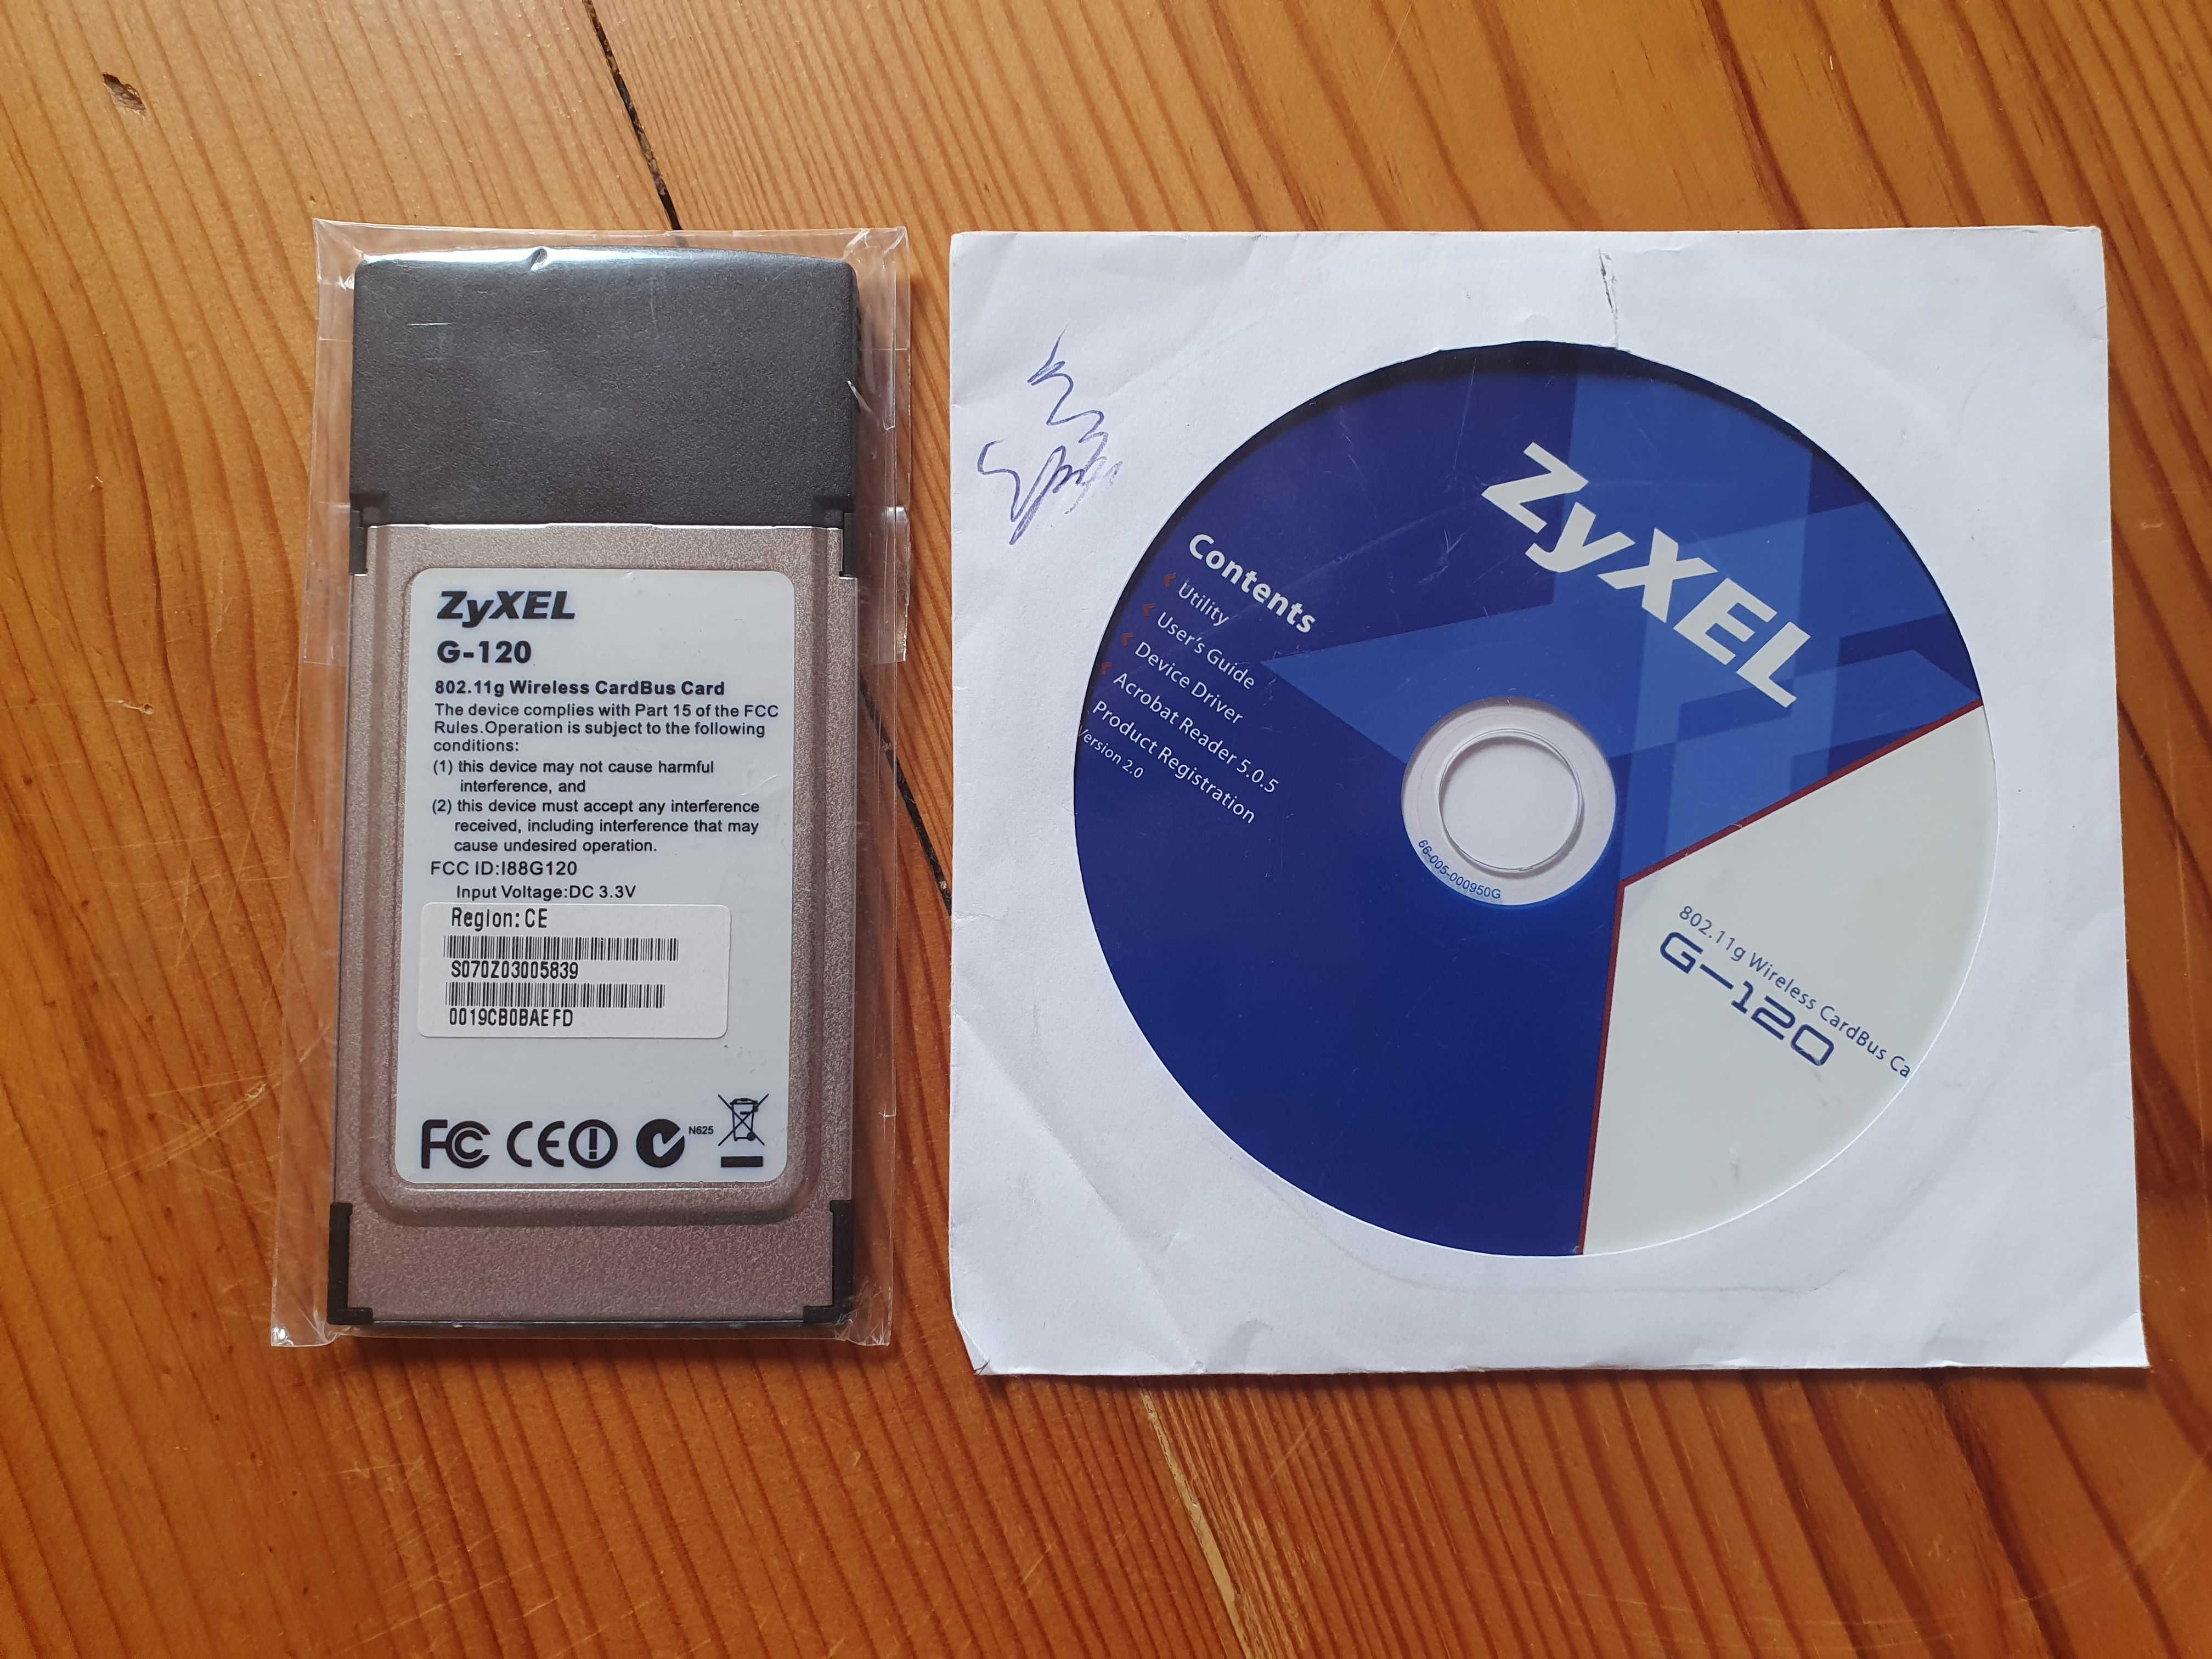 ZyXEL
G-120
802.11g Wireless CardBus Card
The device complies with Part 15 of the FCC
Rules.Operation is subject to the following
conditions:
(1) this device may not cause harmful
interference, and
(2) this device must accept any interference
received, including interference that may
cause undesired operation.
FCC ID:I88G120
Input Voltage:DC 3.3V
Region:CE
S070Z03005839
0019CB0BAEFD
FC CE N625
ZyXEL
Contents
Utility
User's Guide
Device Driver
Acrobat Reader 5.0.5
Product Registration
Version 2.0
66-005-000950G
802.11g Wireless CardBus Ca
G-120